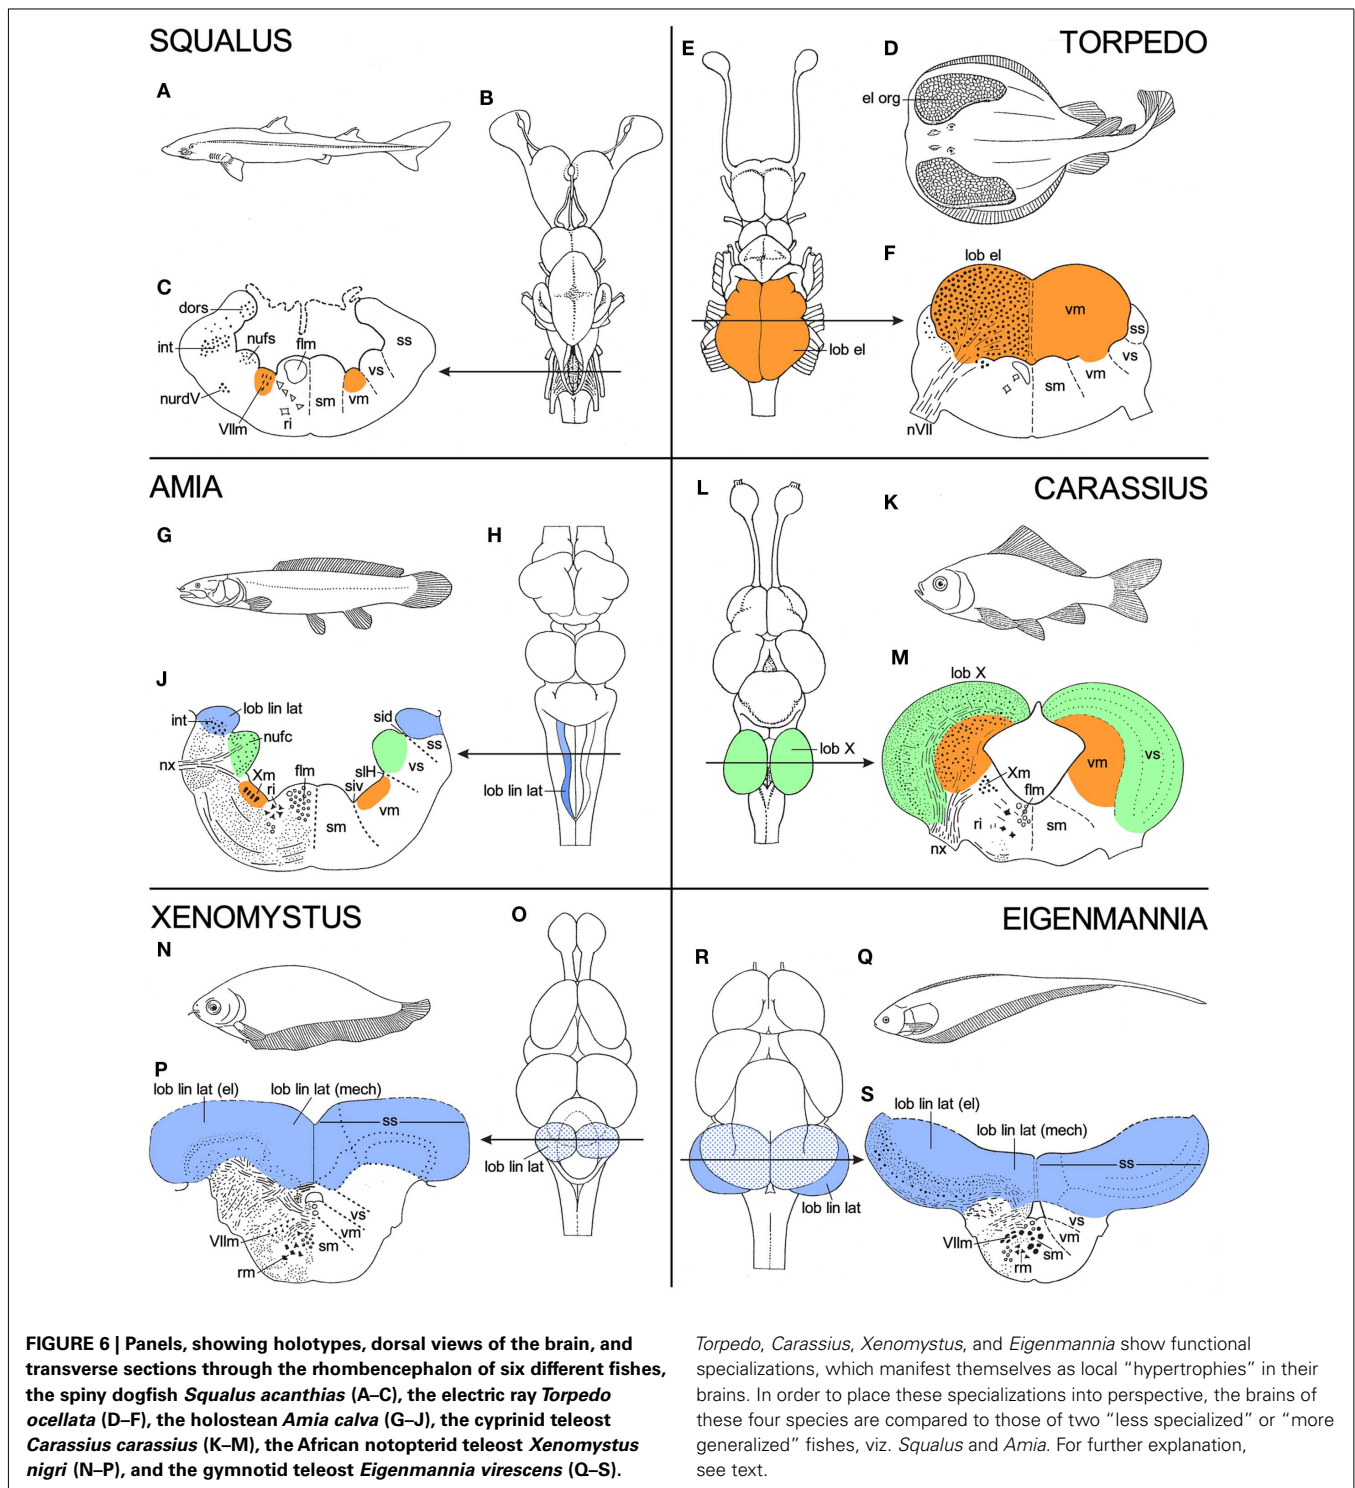 SQUALUS
A
B
C
dors
int
nufs
flm
ss
vs
nurdV
VIIm
ri
sm
vm
TORPEDO
E
D
el org
lob el
F
lob el
vm
ss
vs
vm
sm
nVII
AMIA
G
H
J
int
lob lin lat
nufc
nx
Xm
ri
flm
sid
ss
vs
slH
siv
vm
sm
lob lin lat
CARASSIUS
L
K
lob X
M
lob X
vs
vm
Xm
flm
ri
sm
nx
XENOMYSTUS
N
O
P
lob lin lat (el)
lob lin lat (mech)
ss
lob lin lat
vs
vm
sm
VIIm
rm
EIGENMANNIA
R
Q
lob lin lat
S
lob lin lat (el)
lob lin lat (mech)
ss
vs
vm
VIIm
sm
rm
FIGURE 6 | Panels, showing holotypes, dorsal views of the brain, and
transverse sections through the rhombencephalon of six different fishes,
the spiny dogfish Squalus acanthias (A–C), the electric ray Torpedo
ocellata (D–F), the holostean Amia calva (G–J), the cyprinid teleost
Carassius carassius (K–M), the African notopterid teleost Xenomystus
nigri (N–P), and the gymnotid teleost Eigenmannia virescens (Q–S).
Torpedo, Carassius, Xenomystus, and Eigenmannia show functional
specializations, which manifest themselves as local “hypertrophies” in their
brains. In order to place these specializations into perspective, the brains of
these four species are compared to those of two “less specialized” or “more
generalized” fishes, viz. Squalus and Amia. For further explanation,
see text.